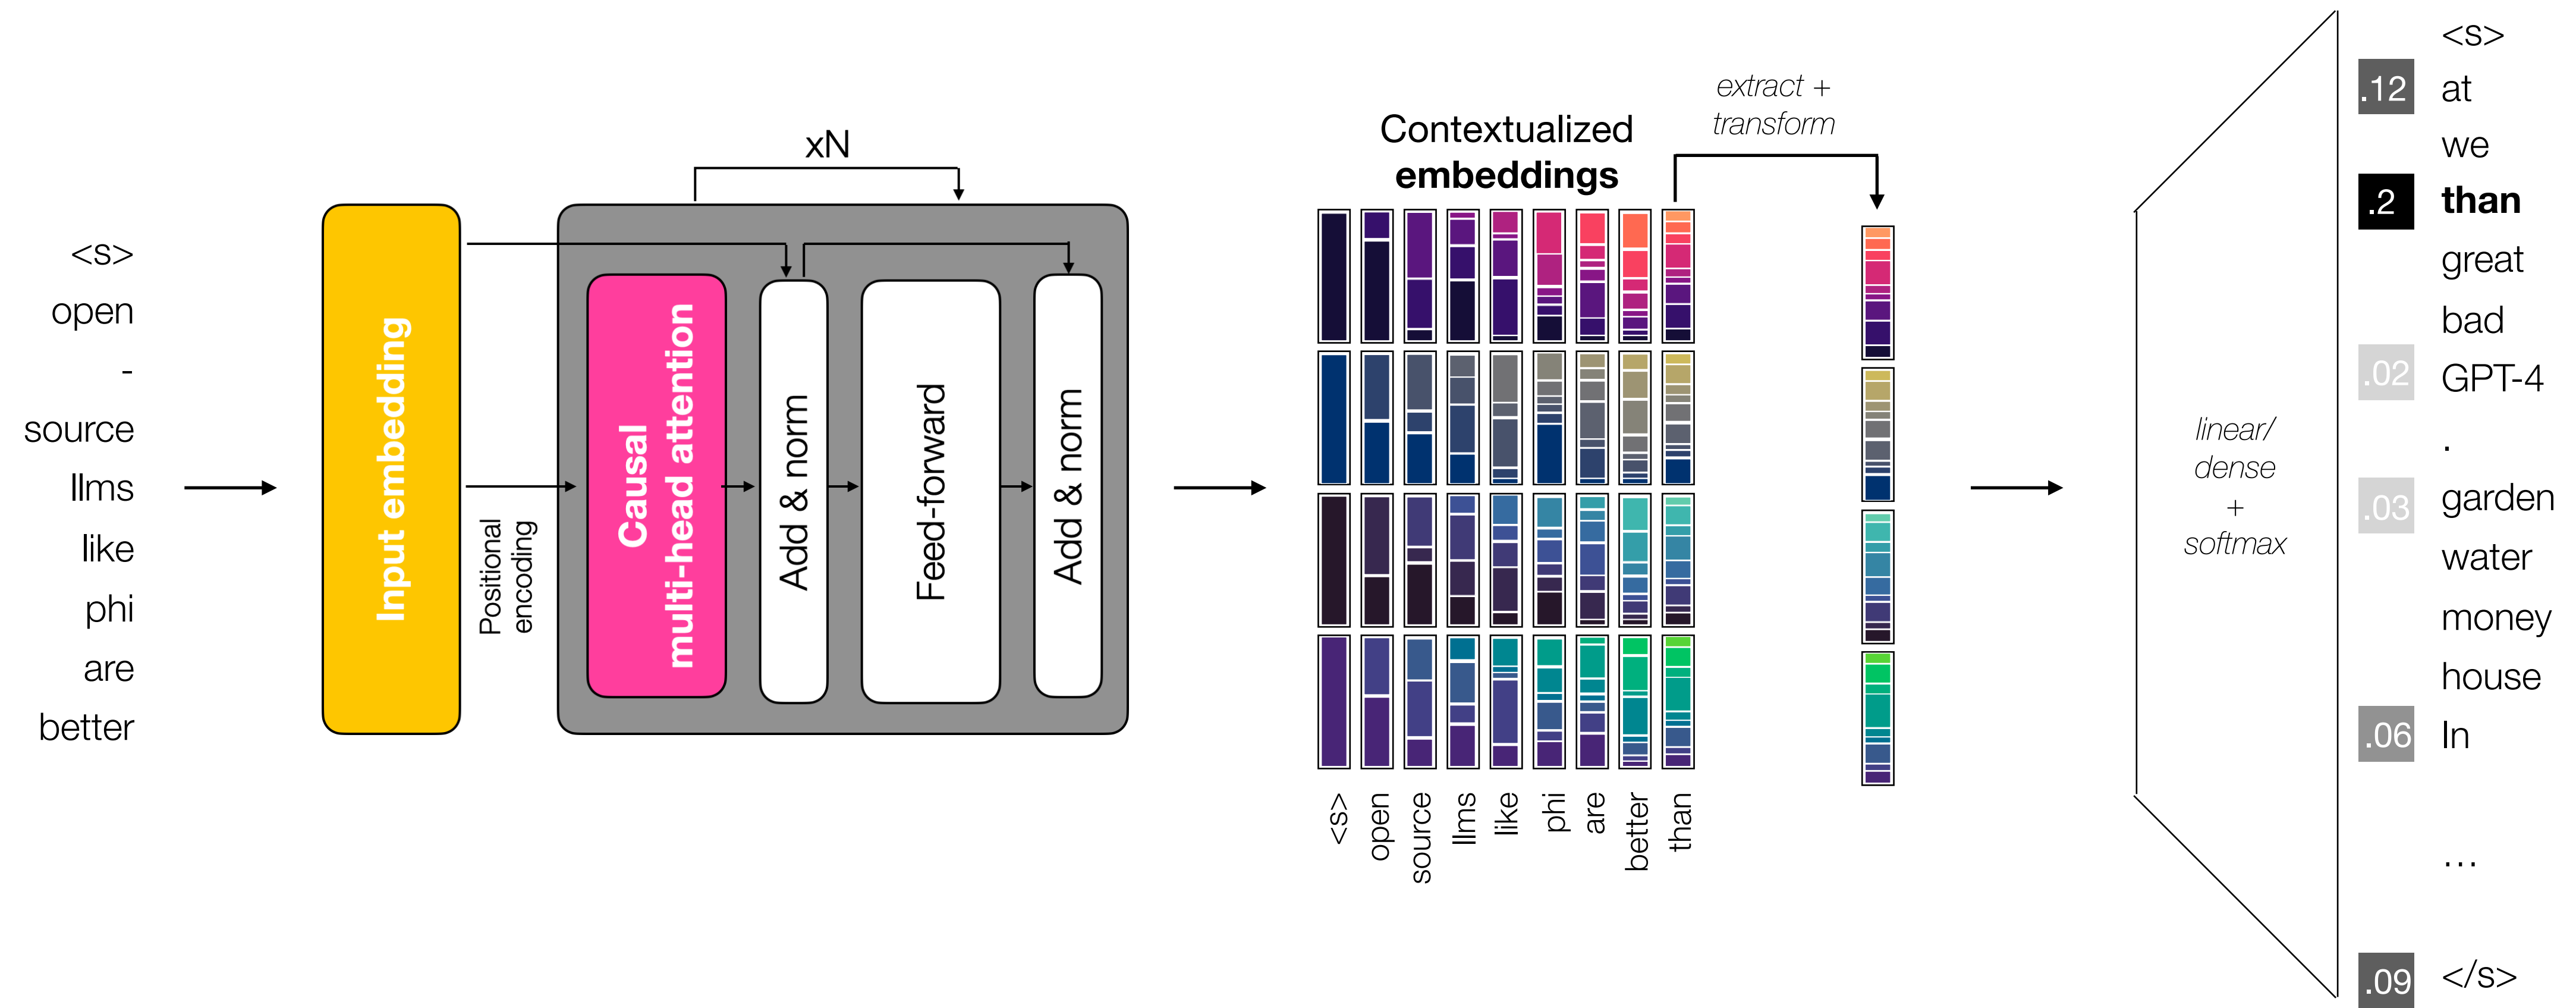 <s>
open
-
source
llms
like
phi
are
better
Input embedding
Positional
encoding
xN
Causal
multi-head attention
Add & norm
Feed-forward
Add & norm
Contextualized
embeddings
extract +
transform
<s>
open
source
llms
like
phi
are
better
than
linear/
dense
+
softmax
<s>
.12 at
we
.2 than
great
bad
.02 GPT-4
.
.03 garden
water
money
house
.06 In
...
.09 </s>